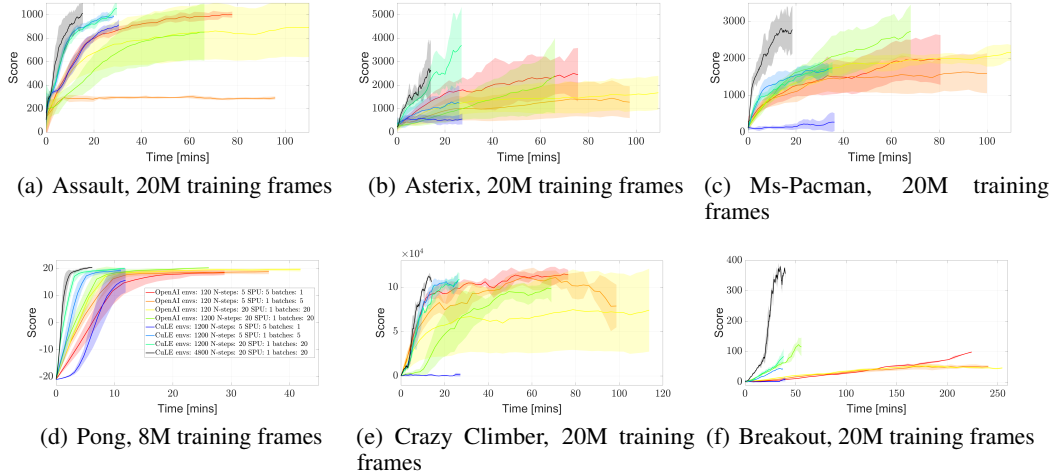 1000
800
600
400
200
0
Score
0 20 40 60 80 100
Time [mins]
(a) Assault, 20M training frames
5000
4000
3000
2000
1000
0
Score
0 20 40 60 80 100
Time [mins]
(b) Asterix, 20M training frames
3000
2000
1000
0
Score
0 20 40 60 80 100
Time [mins]
(c) Ms-Pacman, 20M training
frames
20
10
0
-10
-20
Score
OpenAI envs: 120 N-steps: 5 SPU: 5 batches: 1
OpenAI envs: 120 N-steps: 5 SPU: 1 batches: 5
OpenAI envs: 120 N-steps: 20 SPU: 1 batches: 20
OpenAI envs: 1200 N-steps: 20 SPU: 1 batches: 20
CuLE envs: 1200 N-steps: 5 SPU: 5 batches: 1
CuLE envs: 1200 N-steps: 5 SPU: 1 batches: 5
CuLE envs: 1200 N-steps: 20 SPU: 1 batches: 20
CuLE envs: 4800 N-steps: 20 SPU: 1 batches: 20
0 10 20 30 40
Time [mins]
(d) Pong, 8M training frames
×10⁴
10
5
0
Score
0 20 40 60 80 100 120
Time [mins]
(e) Crazy Climber, 20M training
frames
400
300
200
100
0
Score
0 50 100 150 200 250
Time [mins]
(f) Breakout, 20M training frames